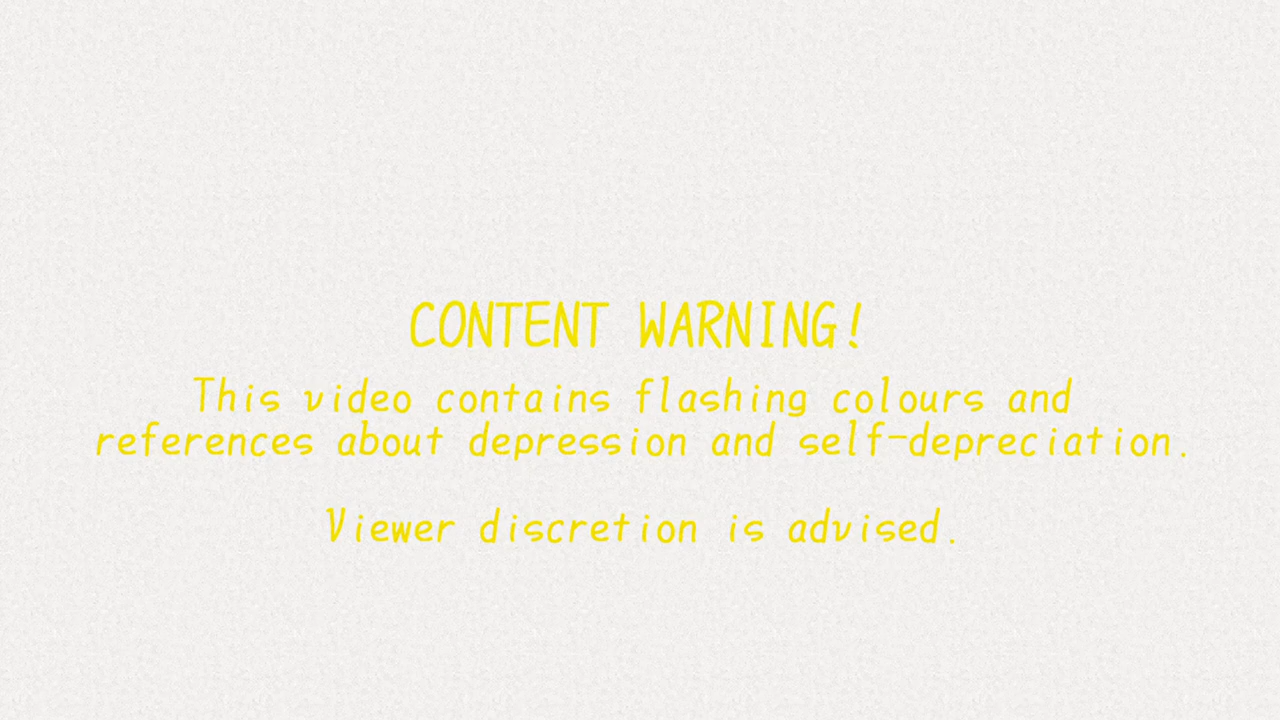 CONTENT WARNING!
This video contains flashing colours and
references about depression and self-depreciation.
Viewer discretion is advised.